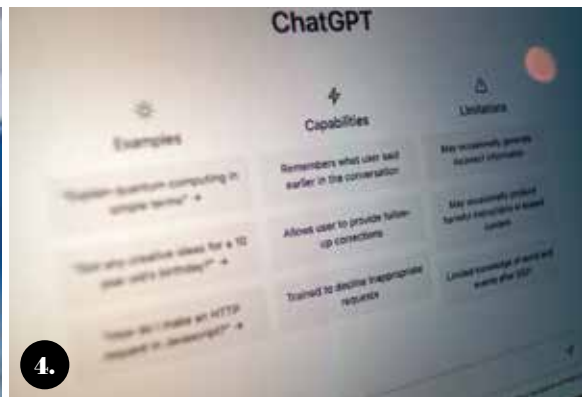 ChatGPT
Examples
Capabilities
Limitations
"Explain quantum computing in
simple terms" →
Remembers what user said
earlier in the conversation
May occasionally generate
incorrect information
"Got any creative ideas for a 10
year old's birthday?" →
Allows user to provide follow-
up corrections
May occasionally produce
harmful instructions or biased
content
"How do I make an HTTP
request in Javascript?" →
Trained to decline inappropriate
requests
Limited knowledge of world and
events after 2021
4.